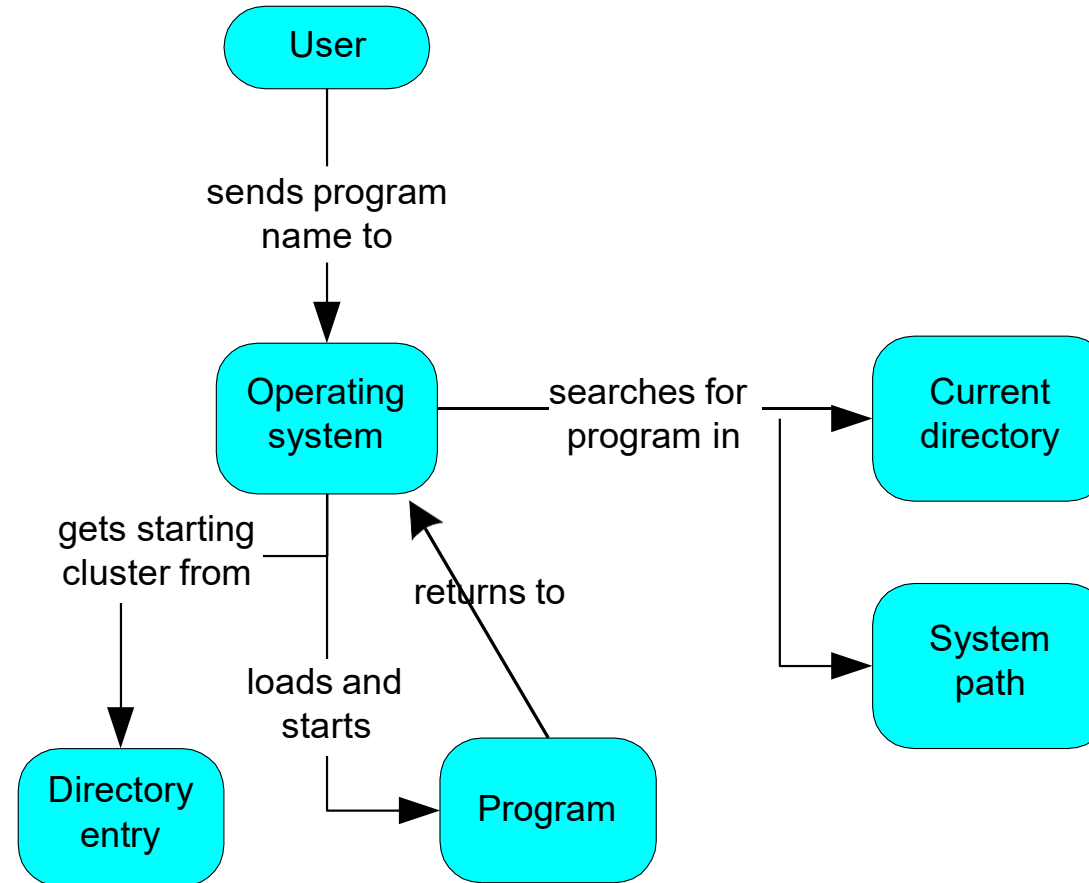 User
sends program
name to
Operating
system
searches for
program in
Current
directory
gets starting
cluster from
returns to
System
path
loads and
starts
Directory
entry
Program